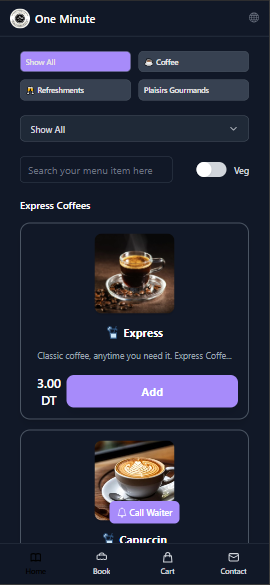 One Minute
Show All
Coffee
Refreshments
Plaisirs Gourmands
Show All
Search your menu item here
Veg
Express Coffees
Express
Classic coffee, anytime you need it. Express Coffe...
3.00
DT
Add
Call Waiter
Capuccin
Home
Book
Cart
Contact